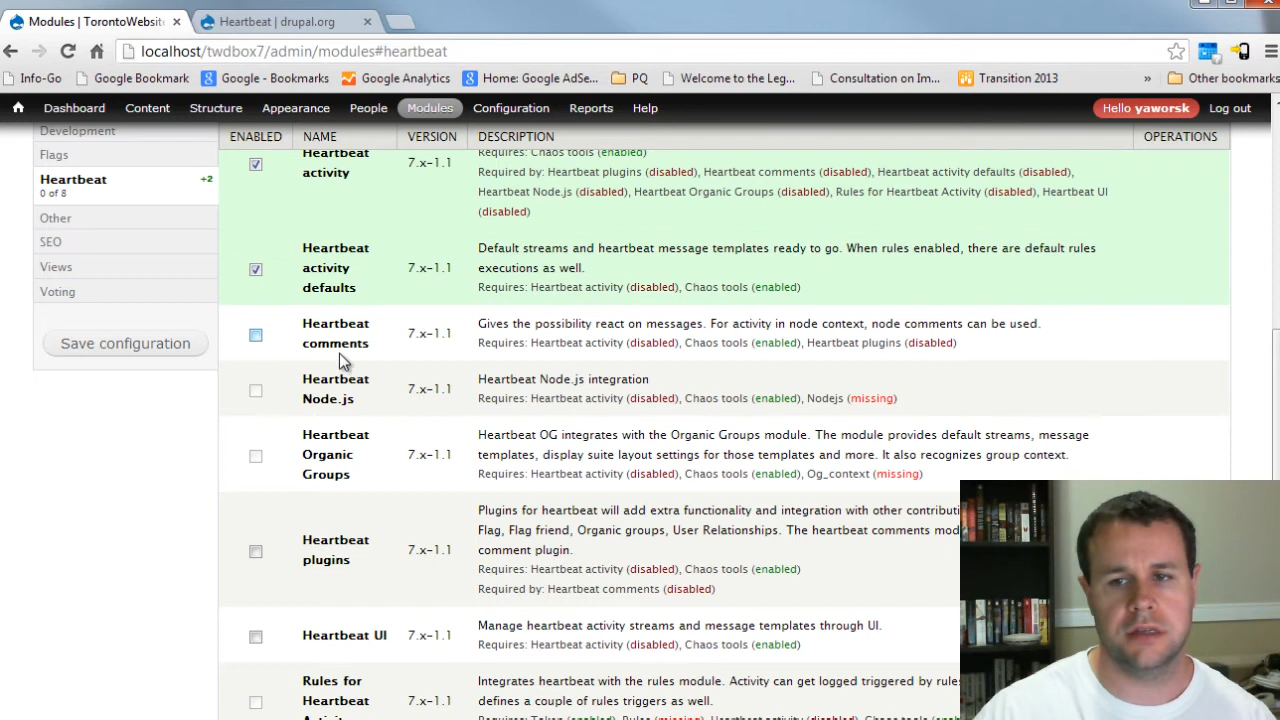 Modules | TorontoWebsite
Heartbeat | drupal.org
localhost/twdbox7/admin/modules#heartbeat
Info-Go
Google Bookmark
Google - Bookmarks
Google Analytics
Home: Google AdSe...
PQ
Welcome to the Leg...
Consultation on Im...
Transition 2013
»
Other bookmarks
Dashboard
Content
Structure
Appearance
People
Modules
Configuration
Reports
Help
Hello yaworsk
Log out
Development
Flags
Heartbeat +2
0 of 8
Other
SEO
Views
Voting
Save configuration
ENABLED NAME VERSION DESCRIPTION OPERATIONS
Heartbeat
activity
7.x-1.1
Requires: Chaos tools (enabled)
Required by: Heartbeat plugins (disabled), Heartbeat comments (disabled), Heartbeat activity defaults (disabled),
Heartbeat Node.js (disabled), Heartbeat Organic Groups (disabled), Rules for Heartbeat Activity (disabled), Heartbeat UI
(disabled)
Heartbeat
activity
defaults
7.x-1.1
Default streams and heartbeat message templates ready to go. When rules enabled, there are default rules
executions as well.
Requires: Heartbeat activity (disabled), Chaos tools (enabled)
Heartbeat
comments
7.x-1.1
Gives the possibility react on messages. For activity in node context, node comments can be used.
Requires: Heartbeat activity (disabled), Chaos tools (enabled), Heartbeat plugins (disabled)
Heartbeat
Node.js
7.x-1.1
Heartbeat Node.js integration
Requires: Heartbeat activity (disabled), Chaos tools (enabled), Nodejs (missing)
Heartbeat
Organic
Groups
7.x-1.1
Heartbeat OG integrates with the Organic Groups module. The module provides default streams, message
templates, display suite layout settings for those templates and more. It also recognizes group context.
Requires: Heartbeat activity (disabled), Chaos tools (enabled), Og_context (missing)
Heartbeat
plugins
7.x-1.1
Plugins for heartbeat will add extra functionality and integration with other
Flag, Flag friend, Organic groups, User Relationships. The heartbeat comments
comment plugin.
Requires: Heartbeat activity (disabled), Chaos tools (enabled)
Required by: Heartbeat comments (disabled)
Heartbeat UI
7.x-1.1
Manage heartbeat activity streams and message templates through UI.
Requires: Heartbeat activity (disabled), Chaos tools (enabled)
Rules for
Heartbeat
7.x-1.1
Integrates heartbeat with the rules module. Activity can get logged triggered by rules
defines a couple of rules triggers as well.